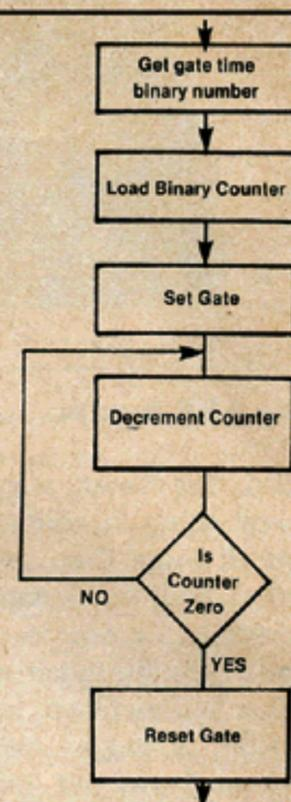 Get gate time
binary number
Load Binary Counter
Set Gate
Decrement Counter
Is
Counter
Zero
NO
YES
Reset Gate